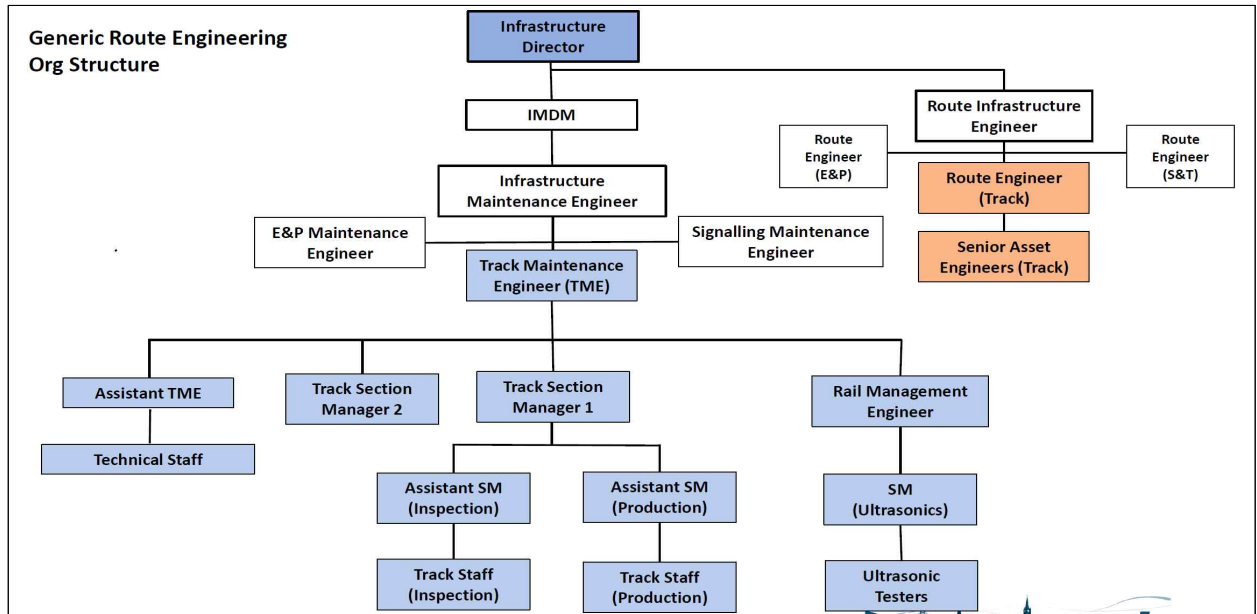 Generic Route Engineering
Org Structure
Infrastructure
Director
IMDM
Route Infrastructure
Engineer
Route
Engineer
(E&P)
Route
Engineer
(S&T)
Route Engineer
(Track)
Infrastructure
Maintenance Engineer
E&P Maintenance
Engineer
Signalling Maintenance
Engineer
Senior Asset
Engineers (Track)
Track Maintenance
Engineer (TME)
Assistant TME
Track Section
Manager 2
Track Section
Manager 1
Rail Management
Engineer
Technical Staff
Assistant SM
(Inspection)
Assistant SM
(Production)
SM
(Ultrasonics)
Track Staff
(Inspection)
Track Staff
(Production)
Ultrasonic
Testers